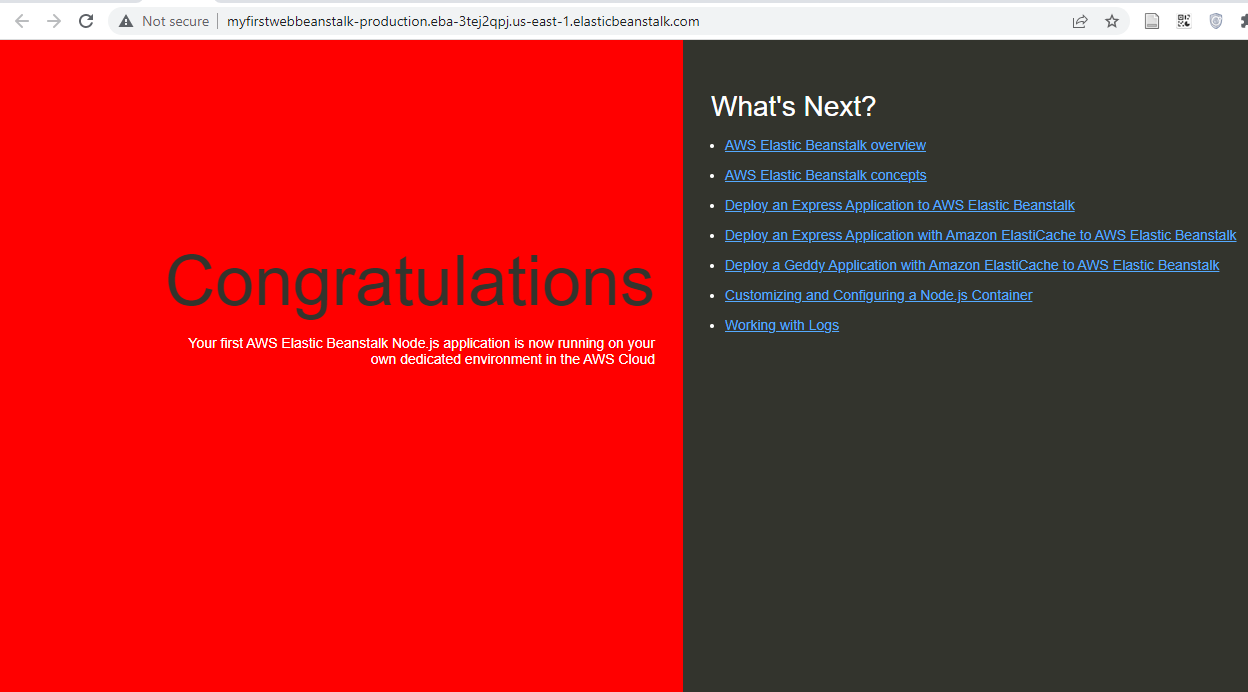 Not secure
myfirstwebbeanstalk-production.eba-3tej2qpj.us-east-1.elasticbeanstalk.com
Congratulations
Your first AWS Elastic Beanstalk Node.js application is now running on your
own dedicated environment in the AWS Cloud
What's Next?
AWS Elastic Beanstalk overview
AWS Elastic Beanstalk concepts
Deploy an Express Application to AWS Elastic Beanstalk
Deploy an Express Application with Amazon ElastiCache to AWS Elastic Beanstalk
Deploy a Geddy Application with Amazon ElastiCache to AWS Elastic Beanstalk
Customizing and Configuring a Node.js Container
Working with Logs